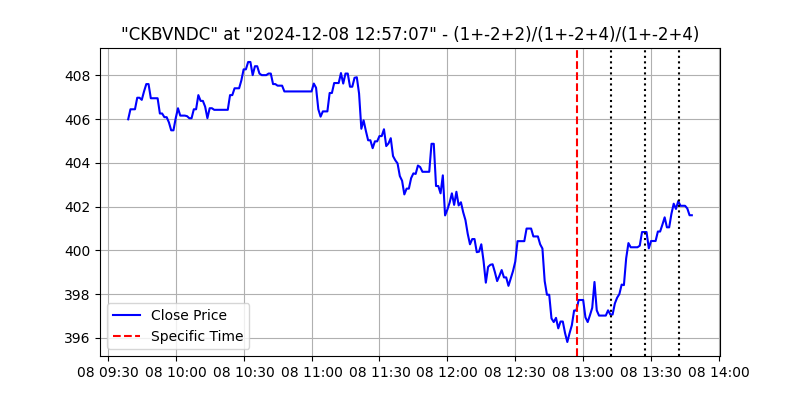 "CKBVNDC" at "2024-12-08 12:57:07" - (1+-2+2)/(1+-2+4)/(1+-2+4)
408
406
404
402
400
398
396
Close Price
Specific Time
08 09:30 08 10:00 08 10:30 08 11:00 08 11:30 08 12:00 08 12:30 08 13:00 08 13:30 08 14:00